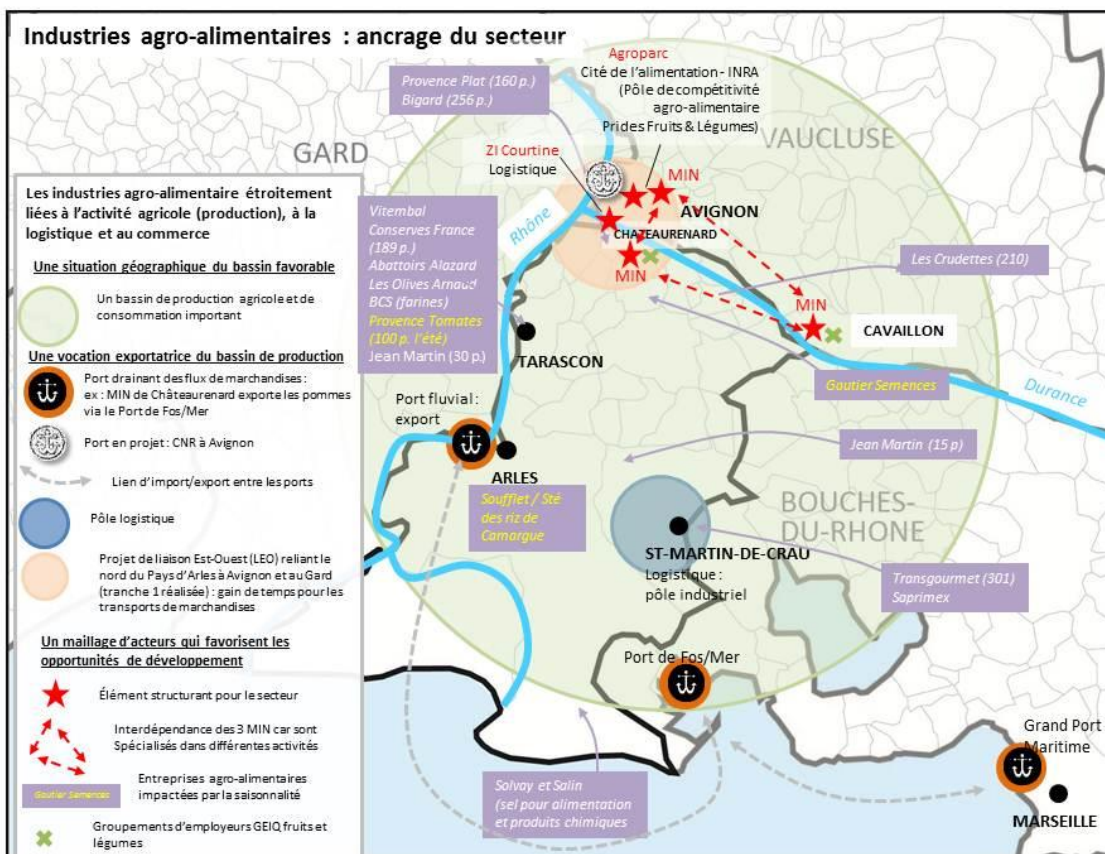 Industries agro-alimentaires : ancrage du secteur
Provence Plat (160 p.)
Bigard (256 p.)
Agroparc
Cité de l'alimentation - INRA
(Pôle de compétitivité
agro-alimentaire
Prides Fruits & Légumes)
VAUCLUSE
GARD
ZI Courtine
Logistique
MIN
AVIGNON
CHATEAURENARD
MIN
Rhône
Les industries agro-alimentaire étroitement
liées à l'activité agricole (production), à la
logistique et au commerce
Une situation géographique du bassin favorable
Un bassin de production agricole et de
consommation important
Une vocation exportatrice du bassin de production
Port drainant des flux de marchandises :
ex : MIN de Châteaurenard exporte les pommes
via le Port de Fos/Mer
Port en projet : CNR à Avignon
Lien d'import/export entre les ports
Pôle logistique
Projet de liaison Est-Ouest (LEO) reliant le
nord du Pays d'Arles à Avignon et au Gard
(tranche 1 réalisée) : gain de temps pour les
transports de marchandises
Un maillage d'acteurs qui favorisent les
opportunités de développement
Élément structurant pour le secteur
Interdépendance des 3 MIN car sont
Spécialisés dans différentes activités
Goutier Semences
Entreprises agro-alimentaires
impactées par la saisonnalité
Groupements d'employeurs GEIQ fruits et
légumes
Vitembal
Conserves France
(189 p.)
Abattoirs Alazard
Les Olives Arnaud
BCS (farines)
Provence Tomates
(100 p. l'été)
Jean Martin (30 p.)
TARASCON
Les Crudettes (210)
MIN
CAVAILLON
Goutier Semences
Durance
Port fluvial :
export
ARLES
Soufflet / Sté
des riz de
Camargue
Jean Martin (15 p)
BOUCHES-
DU-RHONE
ST-MARTIN-DE-CRAU
Logistique :
pôle industriel
Transgourmet (301)
Saprimex
Port de Fos/Mer
Solvay et Salin
(sel pour alimentation
et produits chimiques
Grand Port
Maritime
MARSEILLE